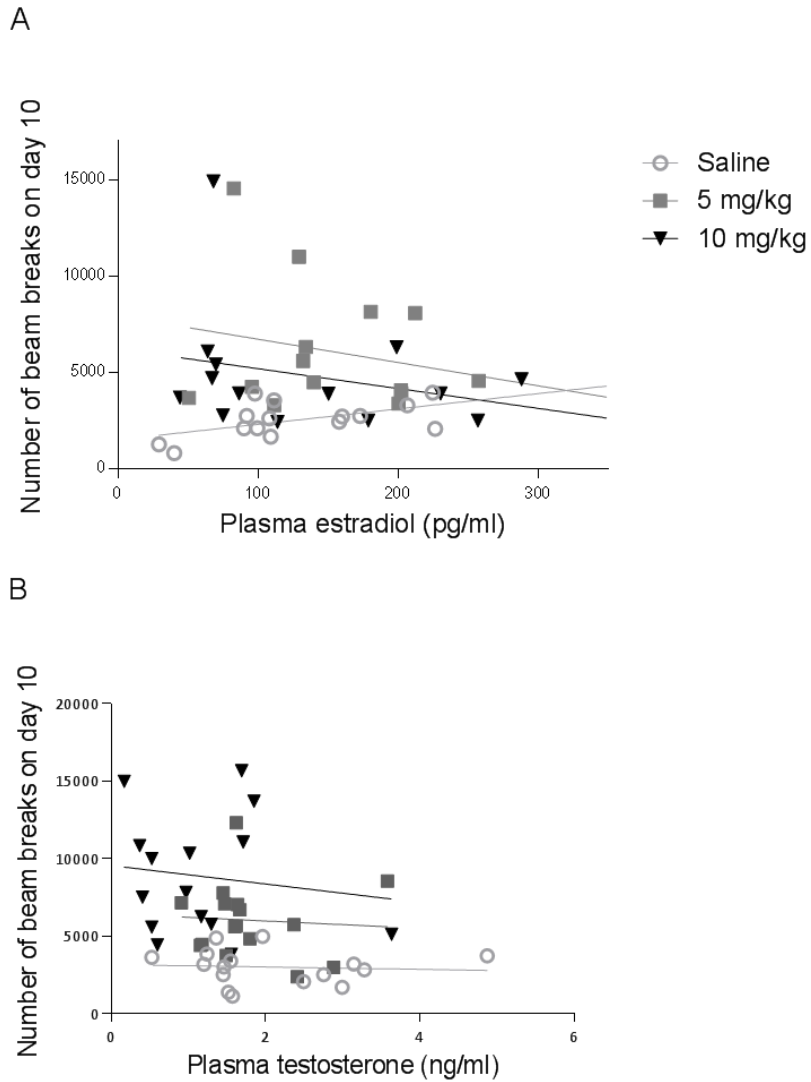 A
Number of beam breaks on day 10
15000
10000
5000
0
0 100 200 300
Plasma estradiol (pg/ml)
Saline
5 mg/kg
10 mg/kg
B
Number of beam breaks on day 10
20000
15000
10000
5000
0
0 2 4 6
Plasma testosterone (ng/ml)